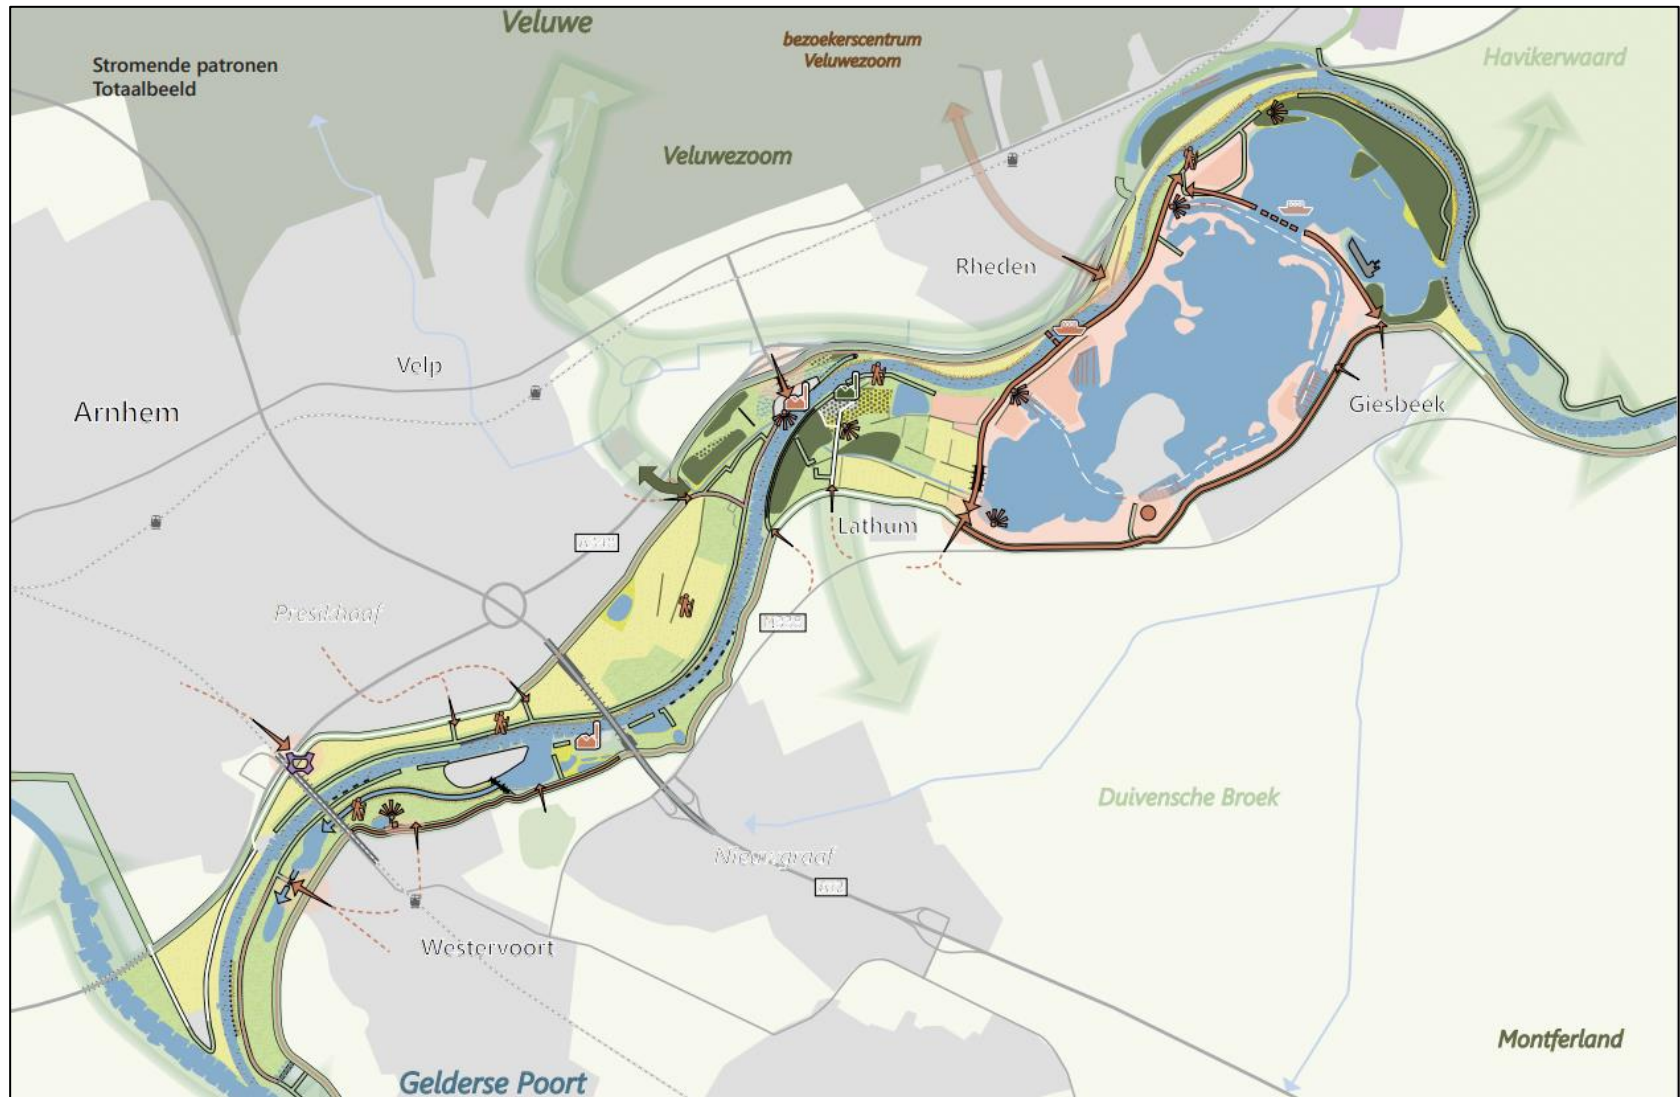 Veluwe
Stromende patronen
Totaalbeeld
bezoekerscentrum
Veluwezoom
Havikerwaard
Veluwezoom
Rheden
Velp
Arnhem
Giesbeek
Lathum
Presikhaaf
Duivensche Broek
Nieuwgraaf
A12
Westervoort
Montferland
Gelderse Poort